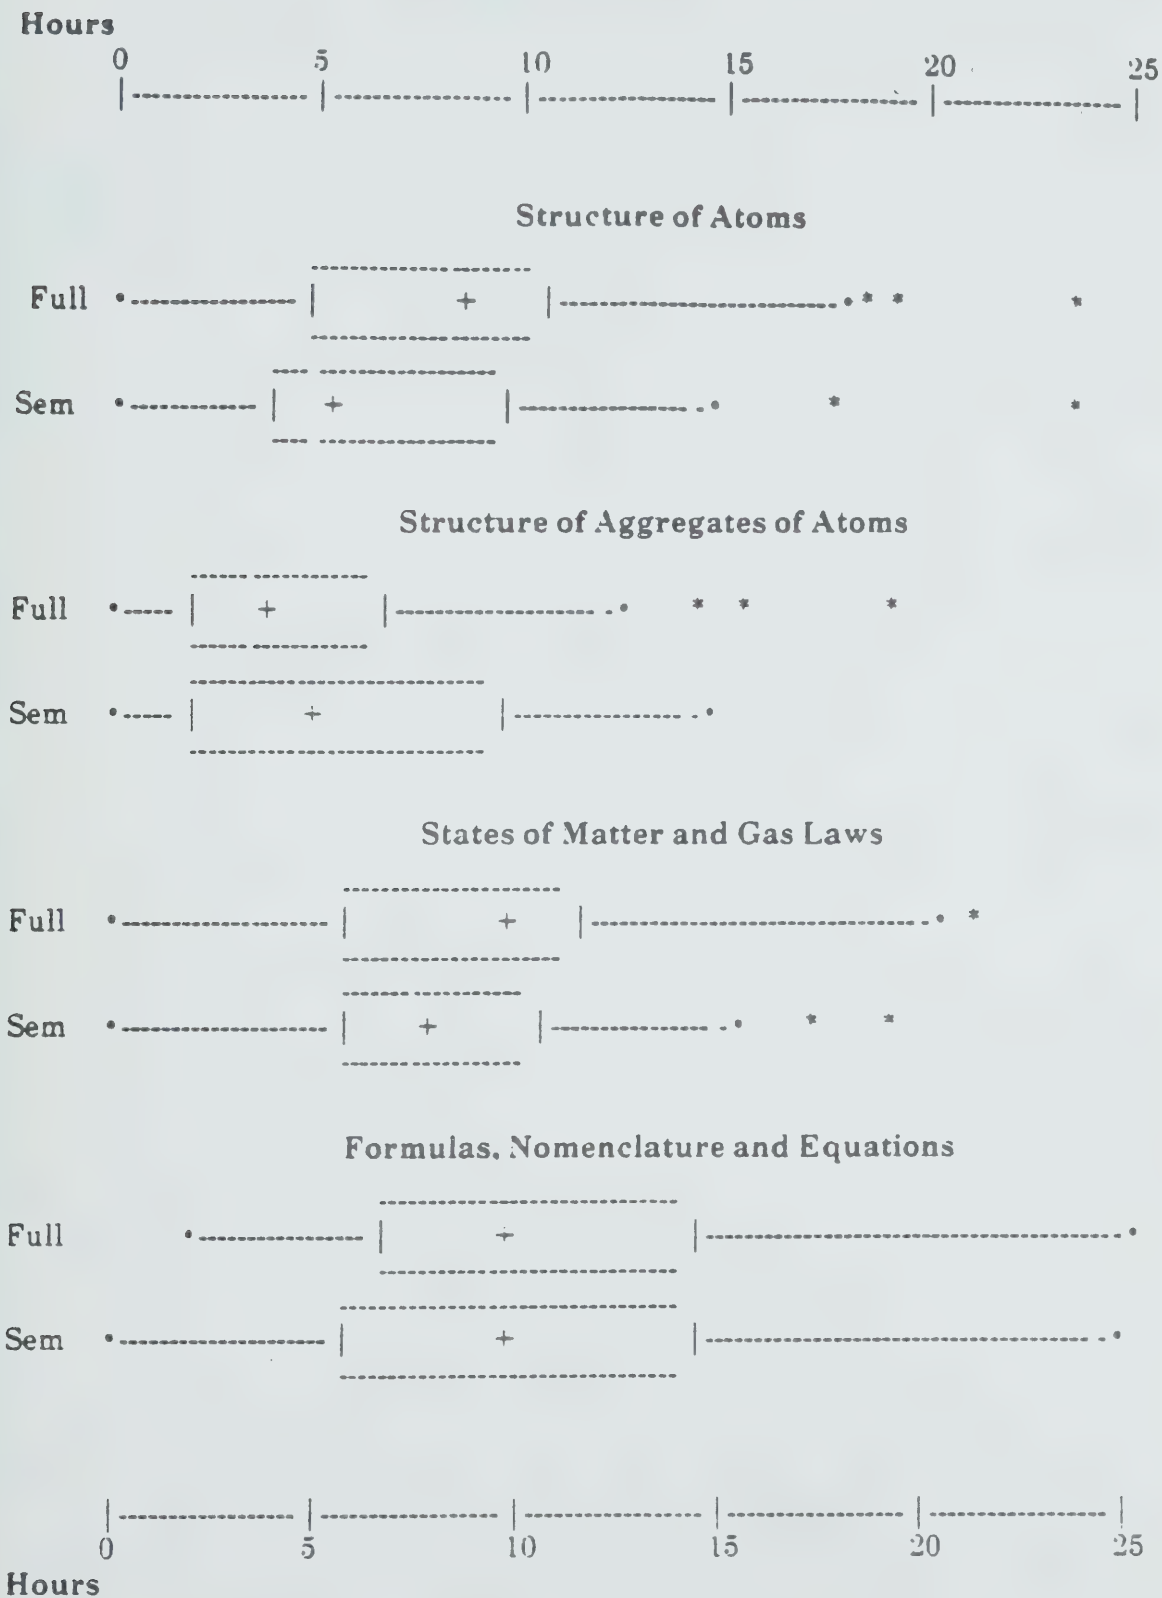 Hours
0 5 10 15 20 25
Structure of Atoms
Full
Sem
Structure of Aggregates of Atoms
Full
Sem
States of Matter and Gas Laws
Full
Sem
Formulas, Nomenclature and Equations
Full
Sem
0 5 10 15 20 25
Hours